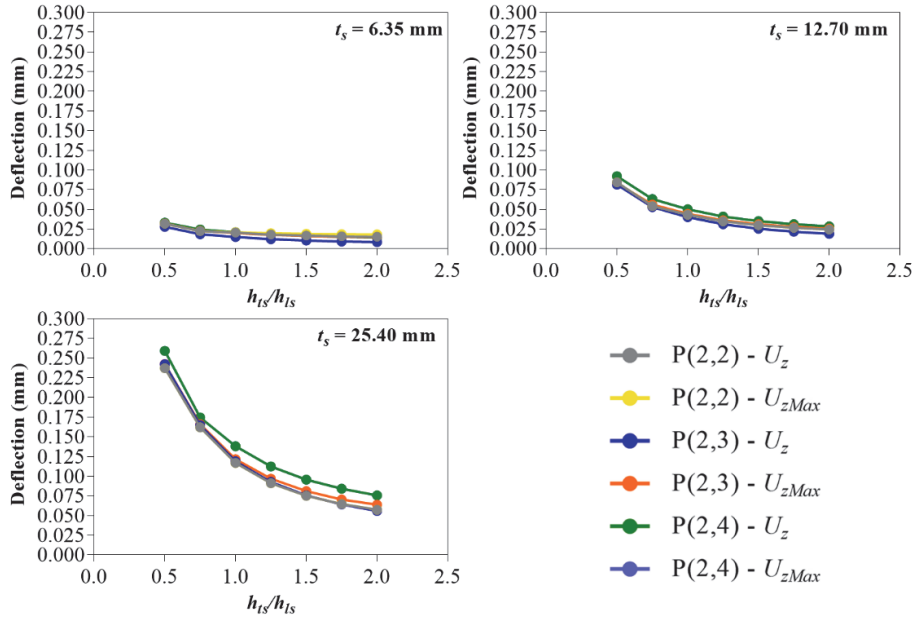 0.300
0.275
0.250
0.225
0.200
0.175
0.150
0.125
0.100
0.075
0.050
0.025
0.000
Deflection (mm)
t_s = 6.35 mm
0.0 0.5 1.0 1.5 2.0 2.5
h_ts/h_ls
0.300
0.275
0.250
0.225
0.200
0.175
0.150
0.125
0.100
0.075
0.050
0.025
0.000
Deflection (mm)
t_s = 12.70 mm
0.0 0.5 1.0 1.5 2.0 2.5
h_ts/h_ls
0.300
0.275
0.250
0.225
0.200
0.175
0.150
0.125
0.100
0.075
0.050
0.025
0.000
Deflection (mm)
t_s = 25.40 mm
0.0 0.5 1.0 1.5 2.0 2.5
h_ts/h_ls
P(2,2) - U_z
P(2,2) - U_zMax
P(2,3) - U_z
P(2,3) - U_zMax
P(2,4) - U_z
P(2,4) - U_zMax